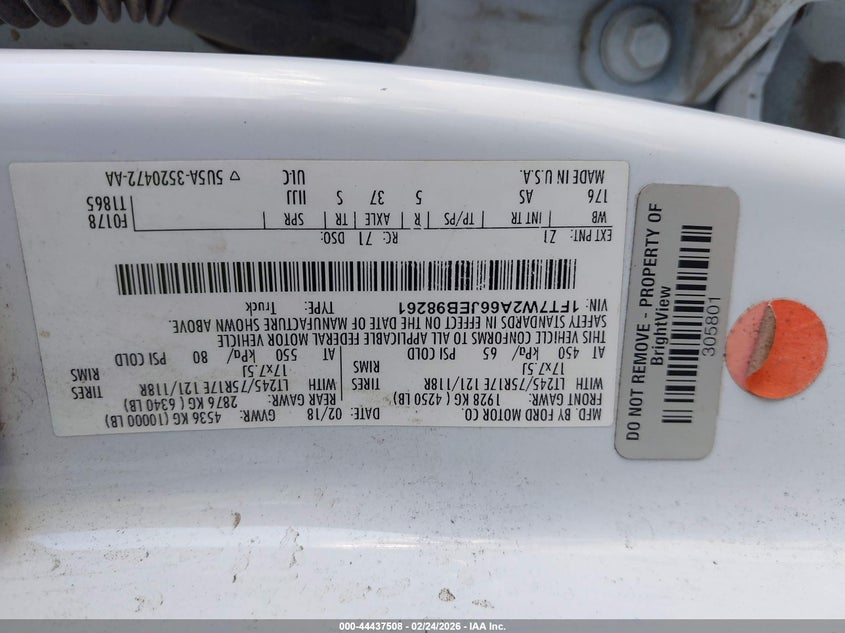 MFD. BY FORD MOTOR CO.
DATE: 02/18 GVWR: 4536 KG (10000 LB)
FRONT GAWR: 1928 KG ( 4250 LB) REAR GAWR: 2876 KG ( 6340 LB)
WITH LT245/75R17E 121/118R TIRES WITH LT245/75R17E 121/118R TIRES
17x7.5J RIMS 17x7.5J RIMS
AT 450 kPa/ 65 PSI COLD AT 550 kPa/ 80 PSI COLD
THIS VEHICLE CONFORMS TO ALL APPLICABLE FEDERAL MOTOR VEHICLE
SAFETY STANDARDS IN EFFECT ON THE DATE OF MANUFACTURE SHOWN ABOVE.
VIN: 1FT7W2A66JEB98261 TYPE: Truck
EXT PNT: Z1 RC: 71 DSO: F0178
WB INT TR TP/PS R AXLE TR SPR T1865
176 AS 5 37 S IIJJ
MADE IN U.S.A. ULC ▽ 5U5A-3520472-AA
DO NOT REMOVE - PROPERTY OF
BrightView
305801
000-44437508 - 02/24/2026 - IAA Inc.